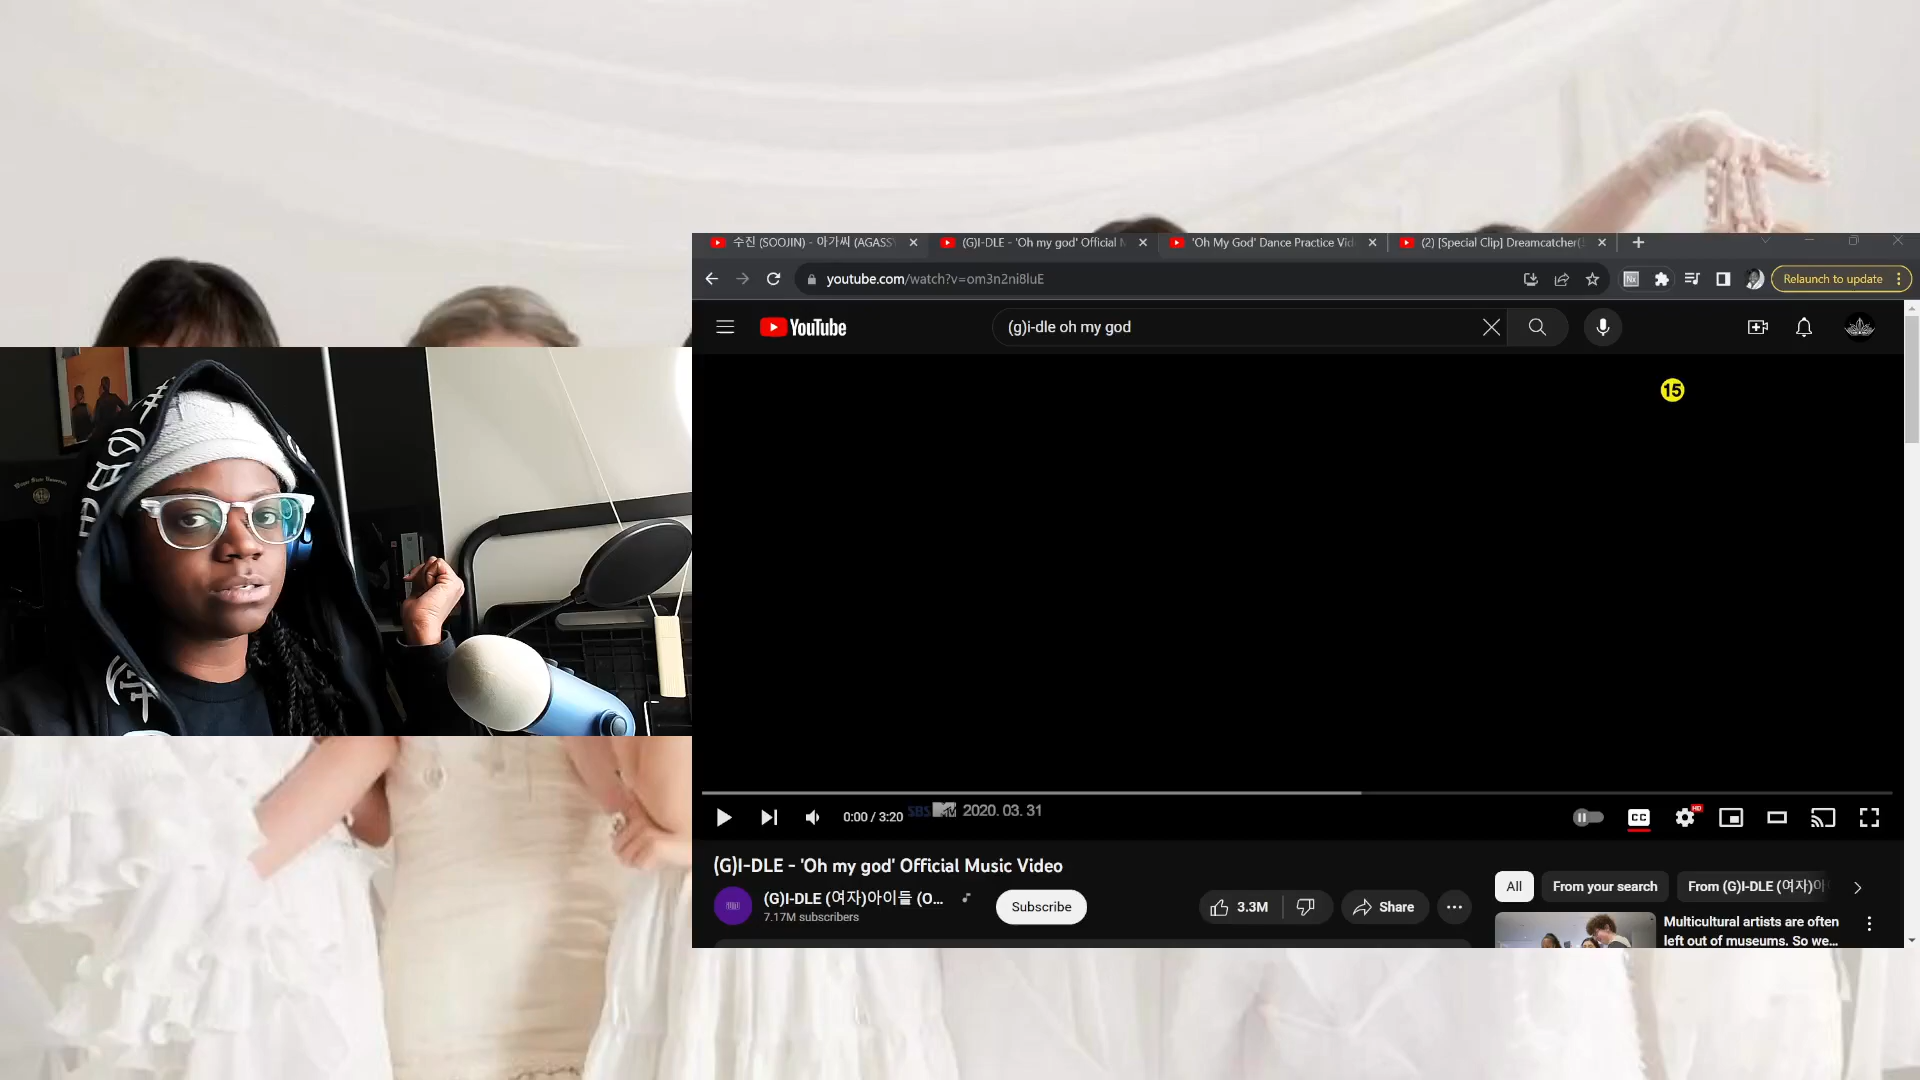 수진 (SOOJIN) - 아가씨 (AGASS
(G)I-DLE - 'Oh my god' Official M
'Oh My God' Dance Practice Vid
(2) [Special Clip] Dreamcatcher(
youtube.com/watch?v=om3n2ni8luE
Relaunch to update
YouTube
(g)i-dle oh my god
15
0:00 / 3:20
SBS MTV 2020. 03. 31
CC
HD
(G)I-DLE - 'Oh my god' Official Music Video
(G)I-DLE (여자)아이들 (O...
7.17M subscribers
Subscribe
3.3M
Share
All
From your search
From (G)I-DLE (여자)아
Multicultural artists are often
left out of museums. So we...